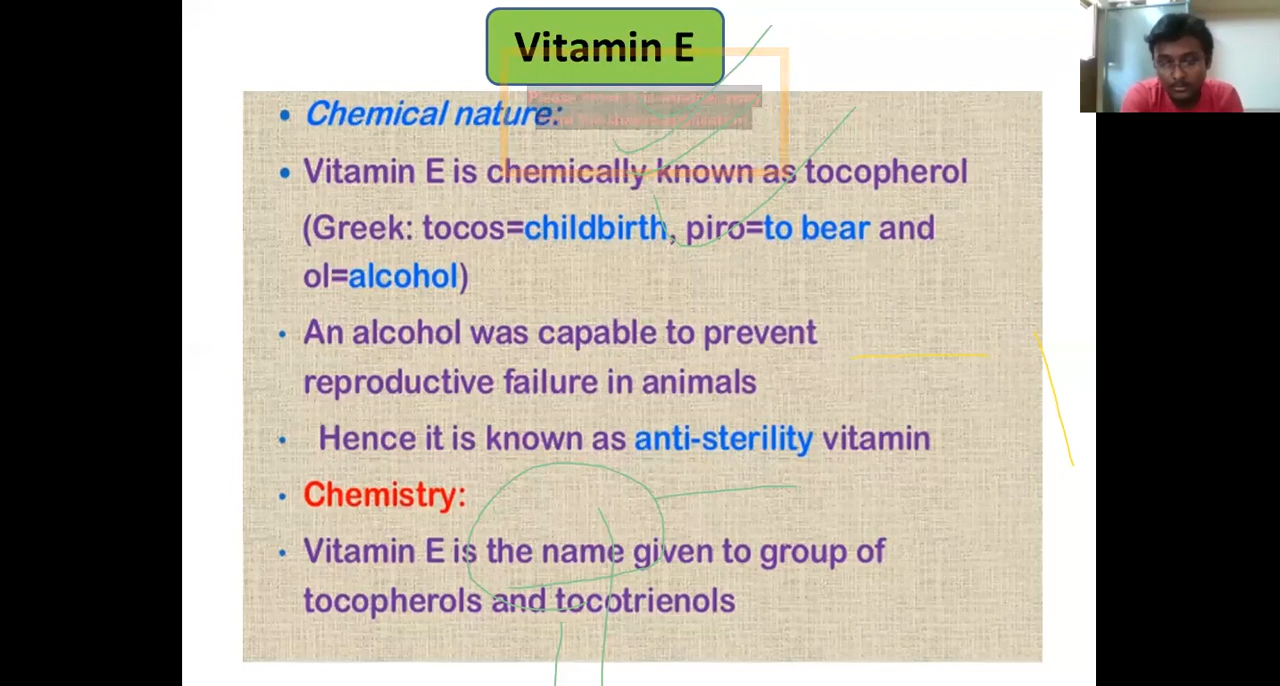 Vitamin E
• Chemical nature:
• Vitamin E is chemically known as tocopherol
(Greek: tocos=childbirth, piro=to bear and
ol=alcohol)
• An alcohol was capable to prevent
reproductive failure in animals
• Hence it is known as anti-sterility vitamin
• Chemistry:
• Vitamin E is the name given to group of
tocopherols and tocotrienols